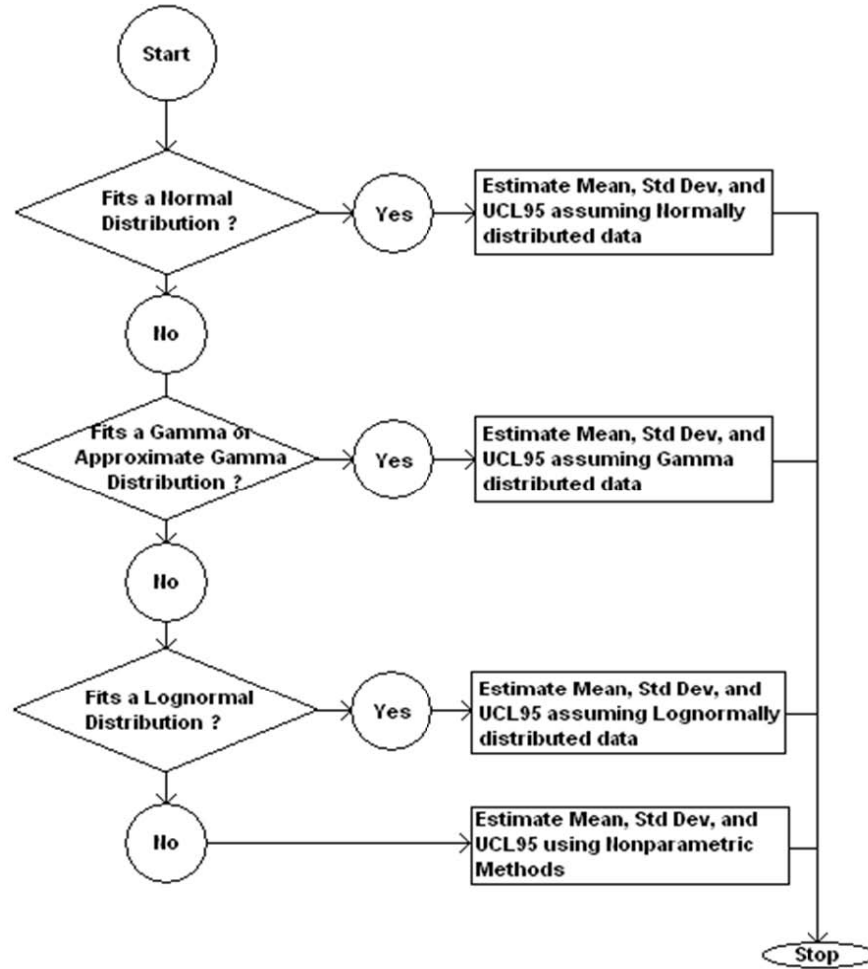 Start
Fits a Normal
Distribution ?
Yes
Estimate Mean, Std Dev, and
UCL95 assuming Normally
distributed data
No
Fits a Gamma or
Approximate Gamma
Distribution ?
Yes
Estimate Mean, Std Dev, and
UCL95 assuming Gamma
distributed data
No
Fits a Lognormal
Distribution ?
Yes
Estimate Mean, Std Dev, and
UCL95 assuming Lognormally
distributed data
No
Estimate Mean, Std Dev, and
UCL95 using Nonparametric
Methods
Stop